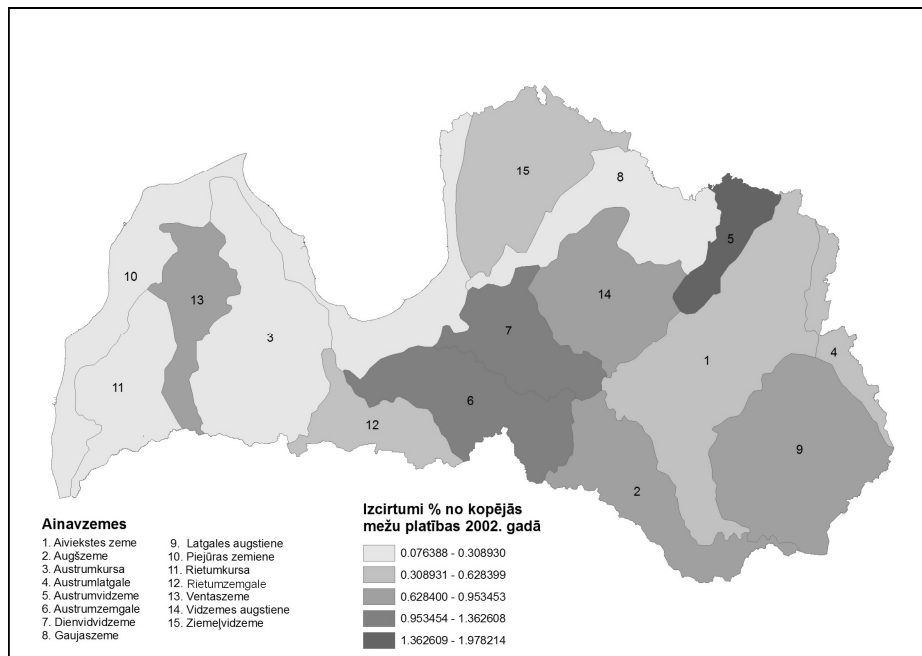 15
8
5
10
13
14
3
7
1
4
11
6
12
9
2
Ainavzemes
1. Aiviekstes zeme
2. Augšzeme
3. Austrumkursa
4. Austrumlatgale
5. Austrumvidzeme
6. Austrumzemgale
7. Dienvidvidzeme
8. Gaujaszeme
9. Latgales augstiene
10. Piejūras zemiene
11. Rietumkursa
12. Rietumzemgale
13. Ventaszeme
14. Vidzemes augstiene
15. Ziemeļvidzeme
Izcirtumi % no kopējās
mežu platības 2002. gadā
0.076388 - 0.308930
0.308931 - 0.628399
0.628400 - 0.953453
0.953454 - 1.362608
1.362609 - 1.978214